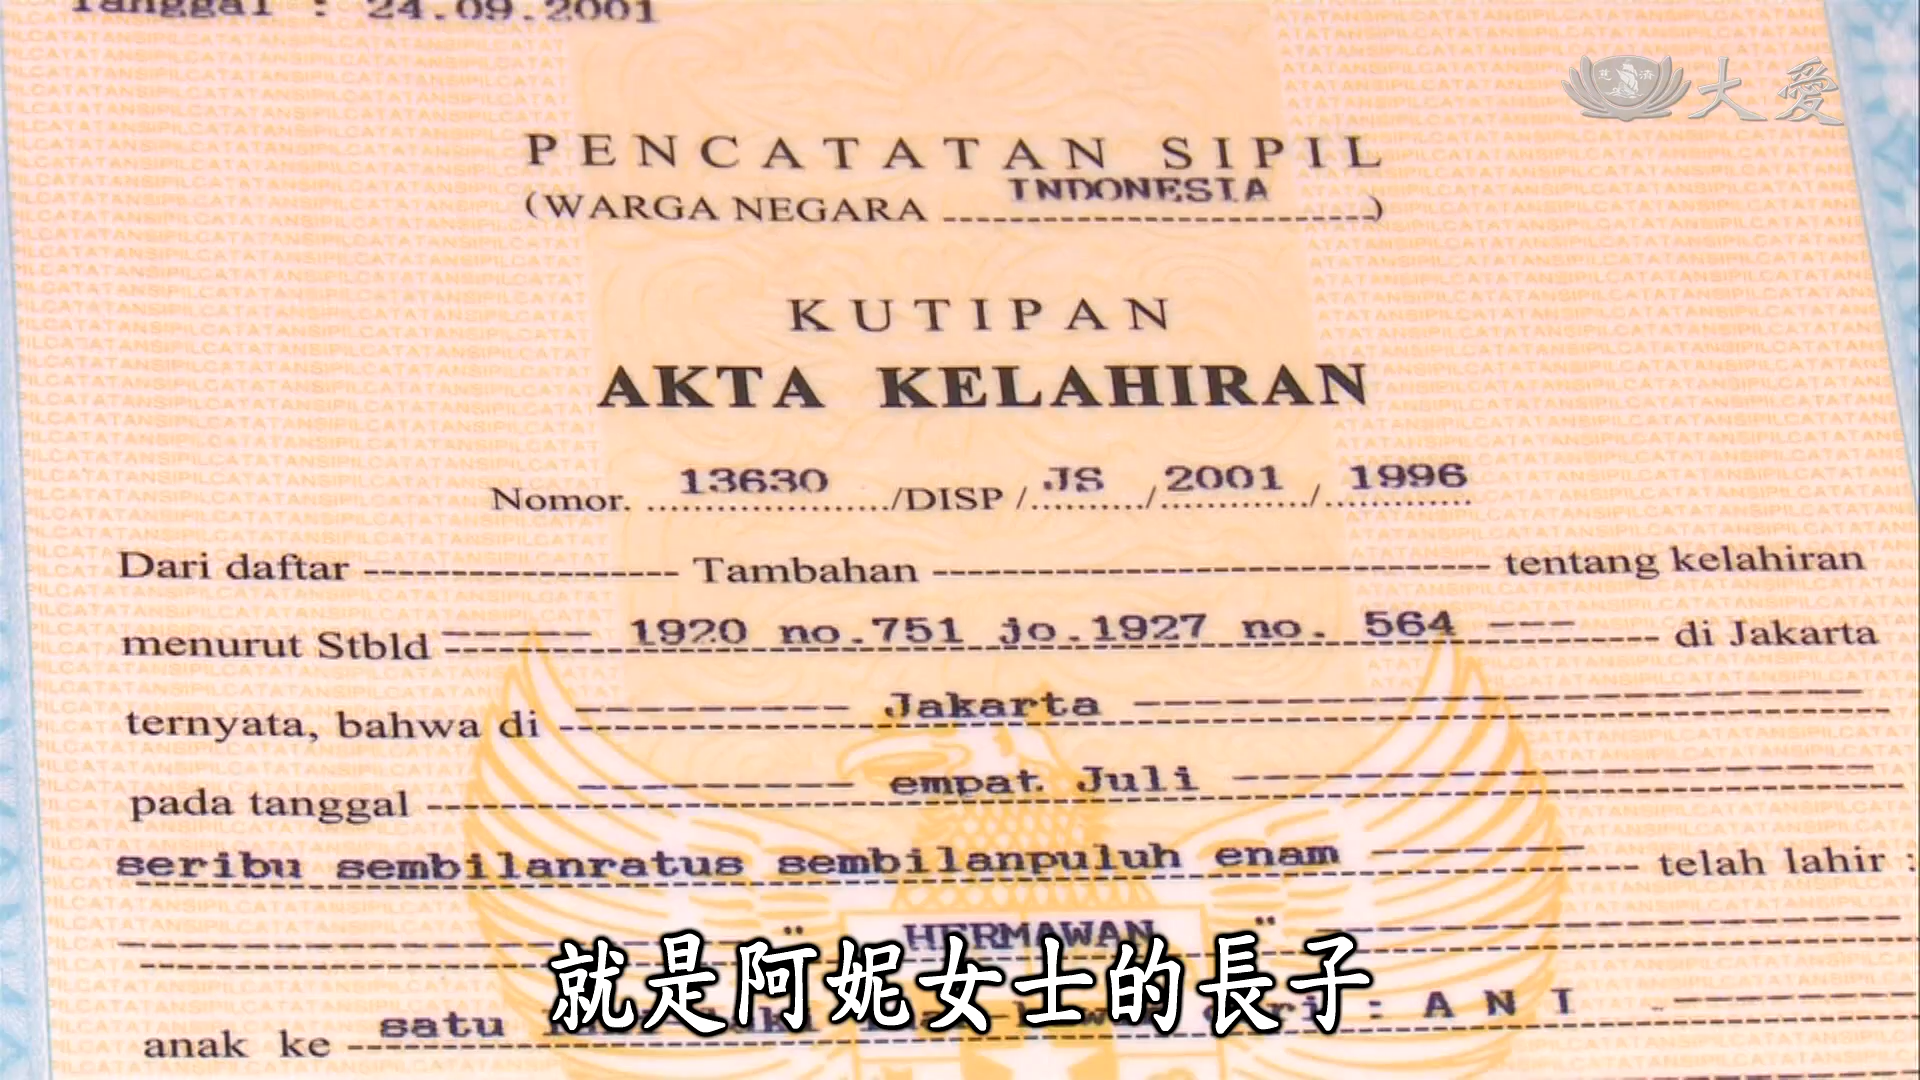 Tanggal : 24.09.2001
大愛
PENCATATAN SIPIL
(WARGA NEGARA INDONESIA)
KUTIPAN
AKTA KELAHIRAN
Nomor. 13630 /DISP / JS / 2001 / 1996
Dari daftar Tambahan tentang kelahiran
menurut Stbld 1920 no.751 jo.1927 no. 564 di Jakarta
ternyata, bahwa di Jakarta
pada tanggal empat Juli
seribu sembilanratus sembilanpuluh enam telah lahir :
" HERMAWAN "
就是阿妮女士的長子
anak ke satu : A N I